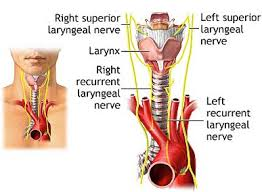 Right superior
laryngeal nerve
Larynx
Right
recurrent
laryngeal
nerve
Left superior
laryngeal
nerve
Left
recurrent
laryngeal
nerve